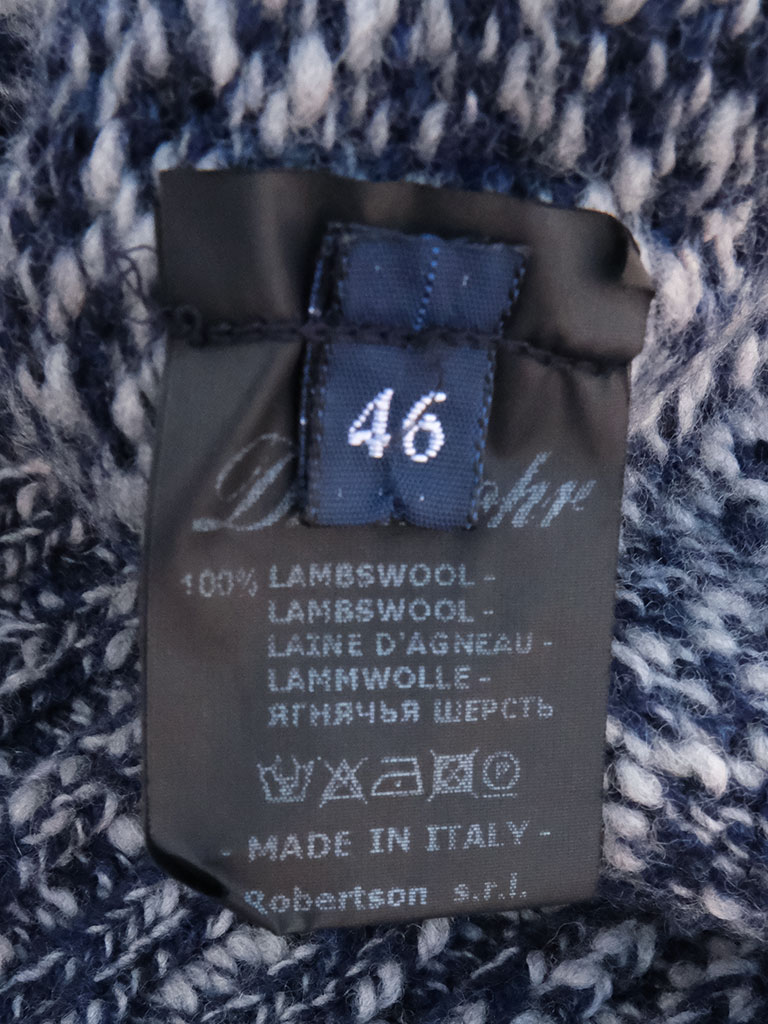 46
100% LAMBSWOOL -
LAMBSWOOL -
LAINE D'AGNEAU -
LAMMWOLLE -
ЯГНЯЧЬЯ ШЕРСТЬ
P
- MADE IN ITALY -
Robertson s.r.l.